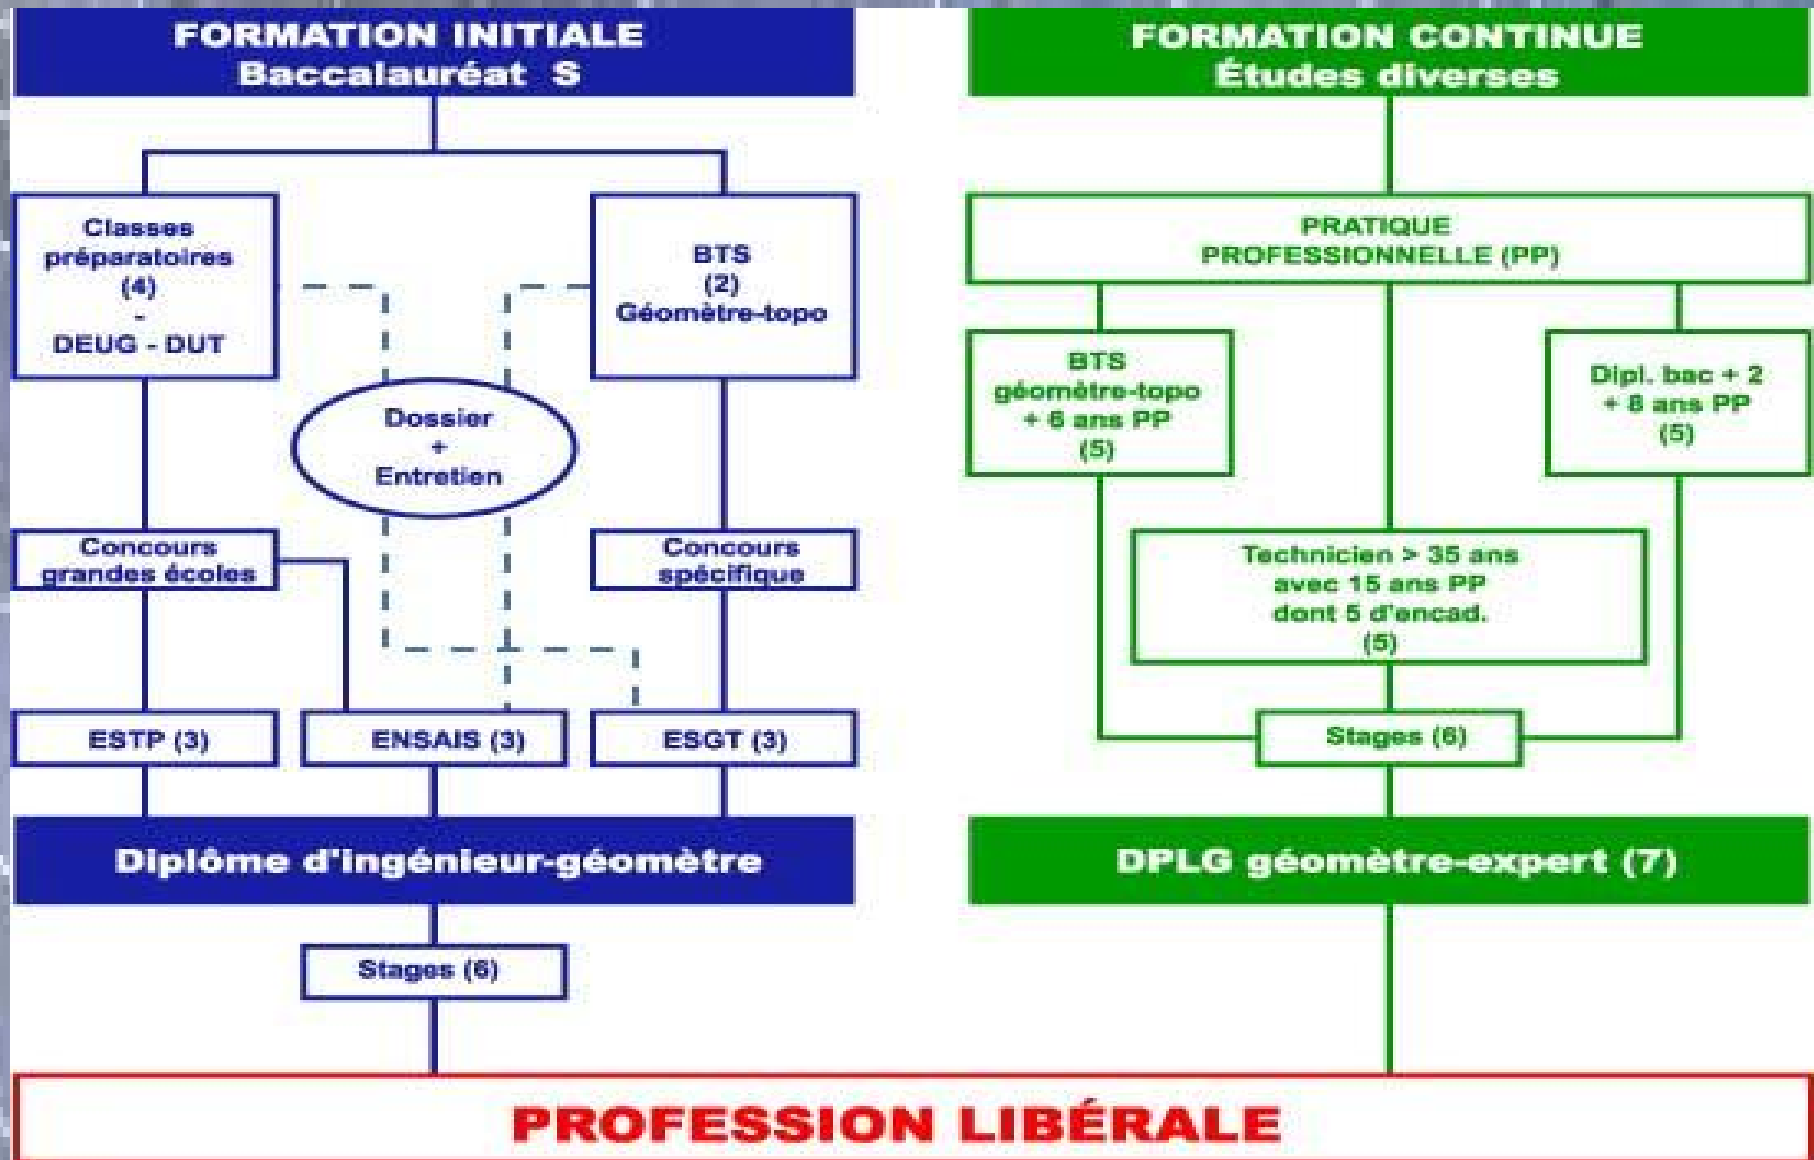 FORMATION INITIALE
Baccalauréat S
Classes
préparatoires
(4)
-
DEUG - DUT
BTS
(2)
Géomètre-topo
Dossier
+
Entretien
Concours
grandes écoles
Concours
spécifique
ESTP (3)
ENSAIS (3)
ESGT (3)
Diplôme d'ingénieur-géomètre
Stages (6)
FORMATION CONTINUE
Études diverses
PRATIQUE
PROFESSIONNELLE (PP)
BTS
géomètre-topo
+ 6 ans PP
(5)
Dipl. bac + 2
+ 8 ans PP
(5)
Technicien > 35 ans
avec 15 ans PP
dont 5 d'encad.
(5)
Stages (6)
DPLG géomètre-expert (7)
PROFESSION LIBÉRALE